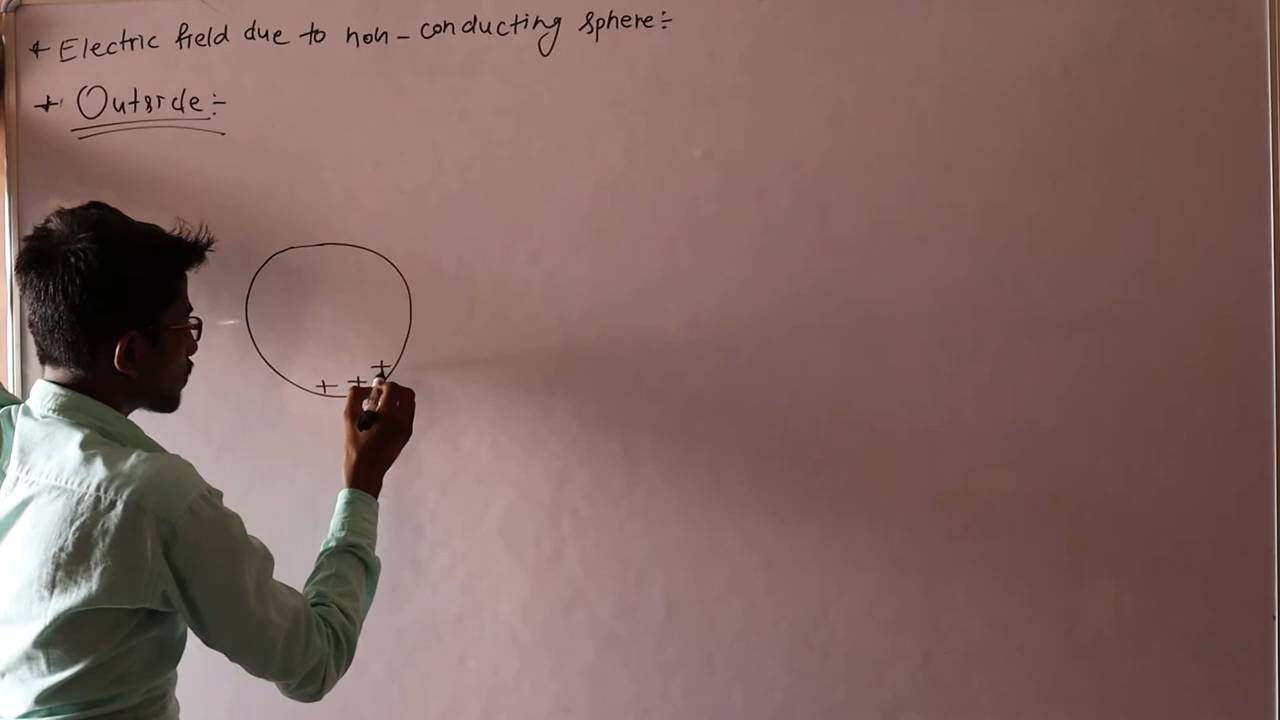 * Electric field due to non-conducting sphere:-
* Outside:-
+ + +